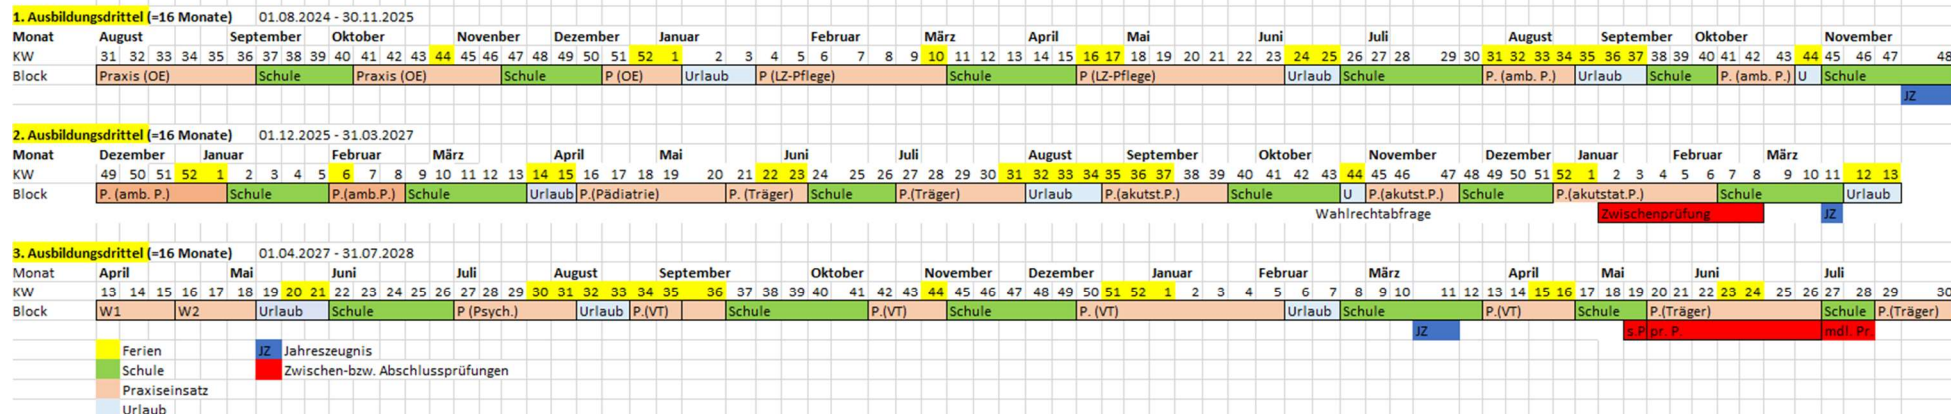 1. Ausbildungsdrittel (=16 Monate) 01.08.2024 - 30.11.2025
Monat August September Oktober Novenber Dezember Januar Februar März April Mai Juni Juli August September Oktober November
KW 31 32 33 34 35 36 37 38 39 40 41 42 43 44 45 46 47 48 49 50 51 52 1 2 3 4 5 6 7 8 9 10 11 12 13 14 15 16 17 18 19 20 21 22 23 24 25 26 27 28 29 30 31 32 33 34 35 36 37 38 39 40 41 42 43 44 45 46 47 48
Block Praxis (OE) Schule Praxis (OE) Schule P (OE) Urlaub P (LZ-Pflege) Schule P (LZ-Pflege) Urlaub Schule P. (amb. P.) Urlaub Schule P. (amb. P.) U Schule
JZ
2. Ausbildungsdrittel (=16 Monate) 01.12.2025 - 31.03.2027
Monat Dezember Januar Februar März April Mai Juni Juli August September Oktober November Dezember Januar Februar März
KW 49 50 51 52 1 2 3 4 5 6 7 8 9 10 11 12 13 14 15 16 17 18 19 20 21 22 23 24 25 26 27 28 29 30 31 32 33 34 35 36 37 38 39 40 41 42 43 44 45 46 47 48 49 50 51 52 1 2 3 4 5 6 7 8 9 10 11 12 13
Block P. (amb. P.) Schule P.(amb.P.) Schule Urlaub P.(Pädiatrie) P. (Träger) Schule P.(Träger) Urlaub P.(akutst.P.) Schule U P.(akutst.P.) Schule P.(akutstat.P.) Schule Urlaub
Wahlrechtabfrage Zwischenprüfung JZ
3. Ausbildungsdrittel (=16 Monate) 01.04.2027 - 31.07.2028
Monat April Mai Juni Juli August September Oktober November Dezember Januar Februar März April Mai Juni Juli
KW 13 14 15 16 17 18 19 20 21 22 23 24 25 26 27 28 29 30 31 32 33 34 35 36 37 38 39 40 41 42 43 44 45 46 47 48 49 50 51 52 1 2 3 4 5 6 7 8 9 10 11 12 13 14 15 16 17 18 19 20 21 22 23 24 25 26 27 28 29 30
Block W1 W2 Urlaub Schule P (Psych.) Urlaub P.(VT) Schule P.(VT) Schule P. (VT) Urlaub Schule P.(VT) Schule P.(Träger) Schule P.(Träger)
JZ s.P pr. P. mdl. Pr.
Ferien JZ Jahreszeugnis
Schule Zwischen-bzw. Abschlussprüfungen
Praxiseinsatz
Urlaub